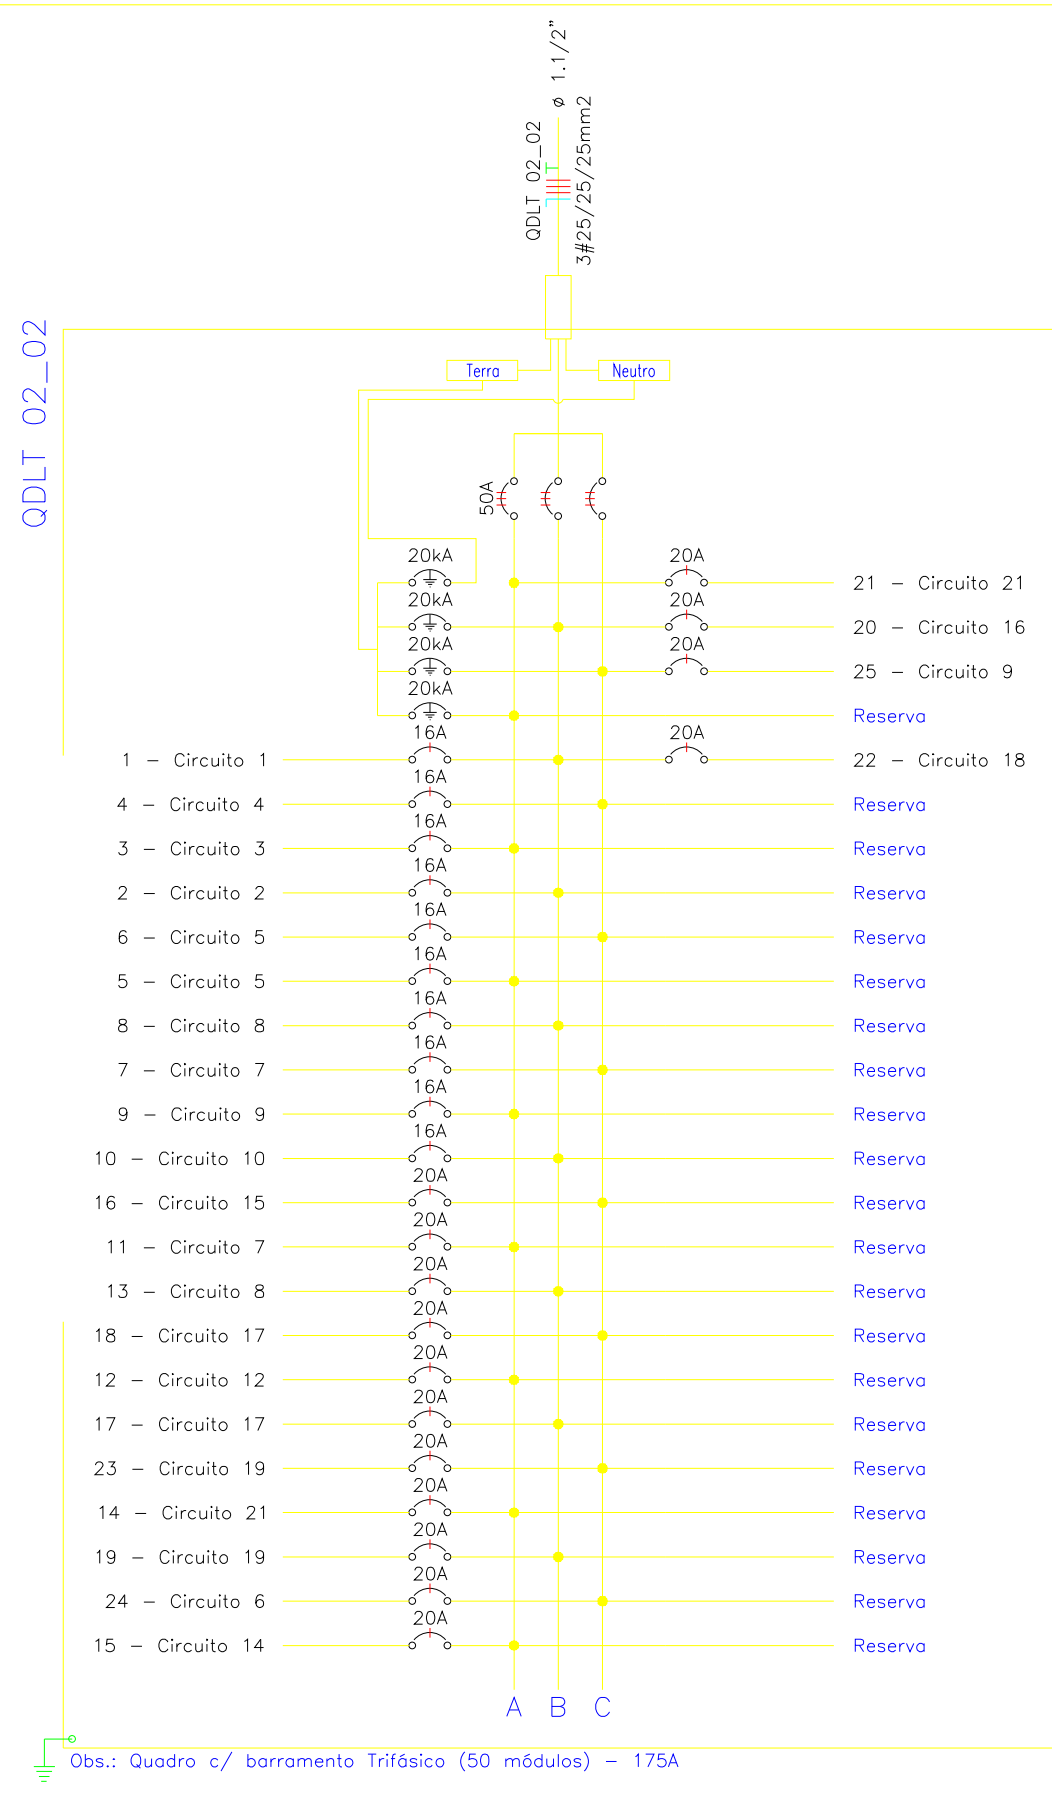 ø 1.1/2"
QDLT 02_02
3#25/25/25mm2
QDLT 02_02
Terra
Neutro
50A
20kA 20A
21 - Circuito 21
20kA 20A
20 - Circuito 16
20kA 20A
25 - Circuito 9
20kA
Reserva
16A 20A
1 - Circuito 1 22 - Circuito 18
16A
4 - Circuito 4 Reserva
16A
3 - Circuito 3 Reserva
16A
2 - Circuito 2 Reserva
16A
6 - Circuito 5 Reserva
16A
5 - Circuito 5 Reserva
16A
8 - Circuito 8 Reserva
16A
7 - Circuito 7 Reserva
16A
9 - Circuito 9 Reserva
16A
10 - Circuito 10 Reserva
20A
16 - Circuito 15 Reserva
20A
11 - Circuito 7 Reserva
20A
13 - Circuito 8 Reserva
20A
18 - Circuito 17 Reserva
20A
12 - Circuito 12 Reserva
20A
17 - Circuito 17 Reserva
20A
23 - Circuito 19 Reserva
20A
14 - Circuito 21 Reserva
20A
19 - Circuito 19 Reserva
20A
24 - Circuito 6 Reserva
20A
15 - Circuito 14 Reserva
A B C
Obs.: Quadro c/ barramento Trifásico (50 módulos) - 175A